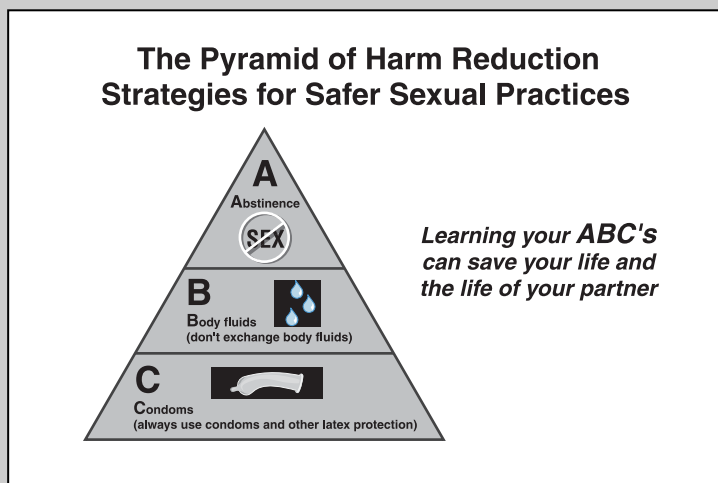 The Pyramid of Harm Reduction
Strategies for Safer Sexual Practices
A
Abstinence
SEX
B
Body fluids
(don't exchange body fluids)
C
Condoms
(always use condoms and other latex protection)
Learning your ABC's
can save your life and
the life of your partner